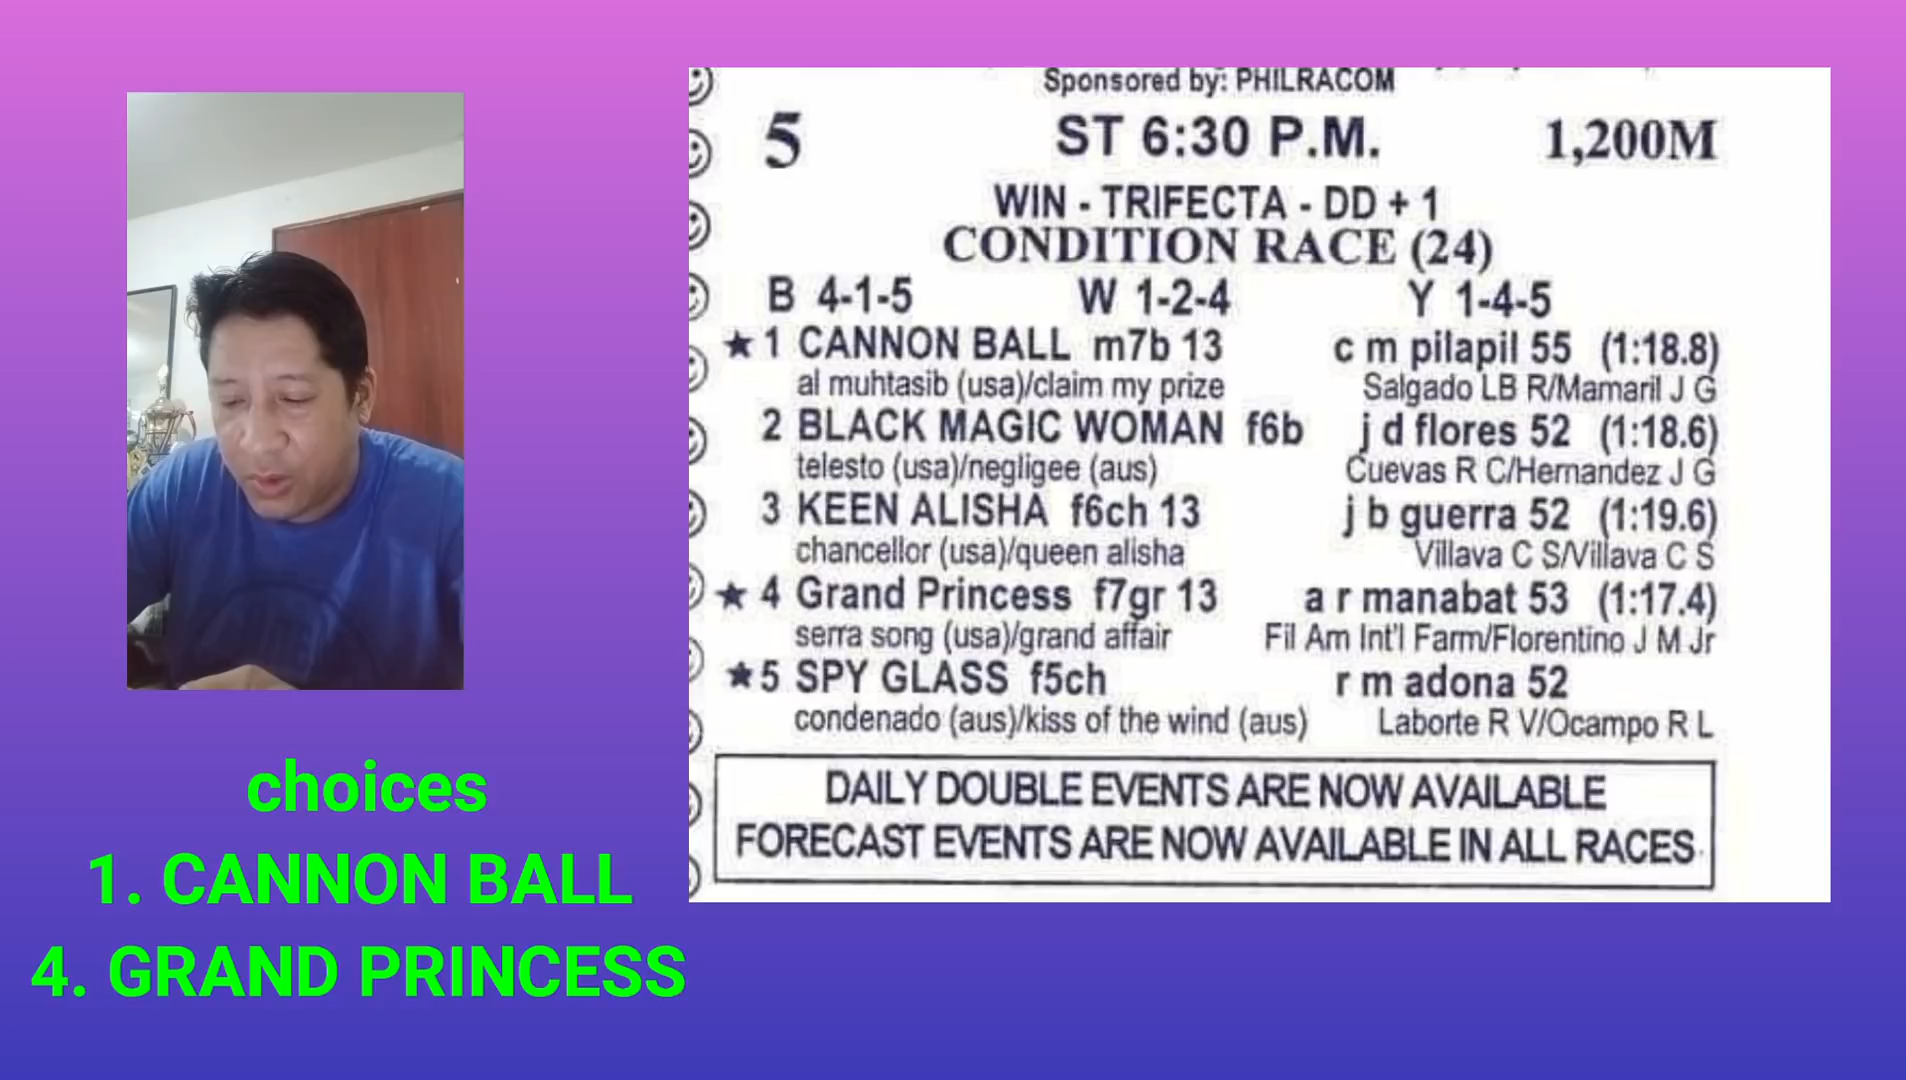 Sponsored by: PHILRACOM
5 ST 6:30 P.M. 1,200M
WIN - TRIFECTA - DD + 1
CONDITION RACE (24)
B 4-1-5 W 1-2-4 Y 1-4-5
★ 1 CANNON BALL m7b 13 c m pilapil 55 (1:18.8)
al muhtasib (usa)/claim my prize Salgado LB R/Mamaril J G
2 BLACK MAGIC WOMAN f6b j d flores 52 (1:18.6)
telesto (usa)/negligee (aus) Cuevas R C/Hernandez J G
3 KEEN ALISHA f6ch 13 j b guerra 52 (1:19.6)
chancellor (usa)/queen alisha Villava C S/Villava C S
★ 4 Grand Princess f7gr 13 a r manabat 53 (1:17.4)
serra song (usa)/grand affair Fil Am Int'l Farm/Florentino J M Jr
★ 5 SPY GLASS f5ch r m adona 52
condenado (aus)/kiss of the wind (aus) Laborte R V/Ocampo R L
DAILY DOUBLE EVENTS ARE NOW AVAILABLE
FORECAST EVENTS ARE NOW AVAILABLE IN ALL RACES
choices
1. CANNON BALL
4. GRAND PRINCESS